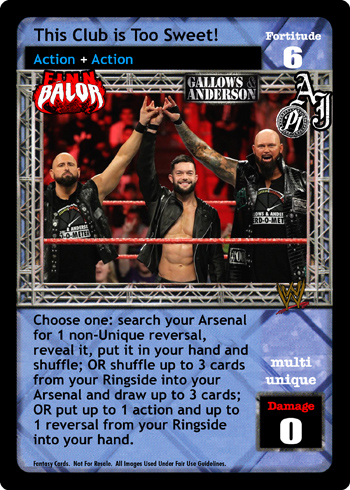 This Club is Too Sweet!
Fortitude
6
Action + Action
FINN
BALOR
GALLOWS
& ANDERSON
AJ
P1
W
Choose one: search your Arsenal
for 1 non-Unique reversal,
reveal it, put it in your hand and
shuffle; OR shuffle up to 3 cards
from your Ringside into your
Arsenal and draw up to 3 cards;
OR put up to 1 action and up to
1 reversal from your Ringside
into your hand.
multi
unique
Damage
0
Fantasy Cards. Not For Resale. All Images Used Under Fair Use Guidelines.